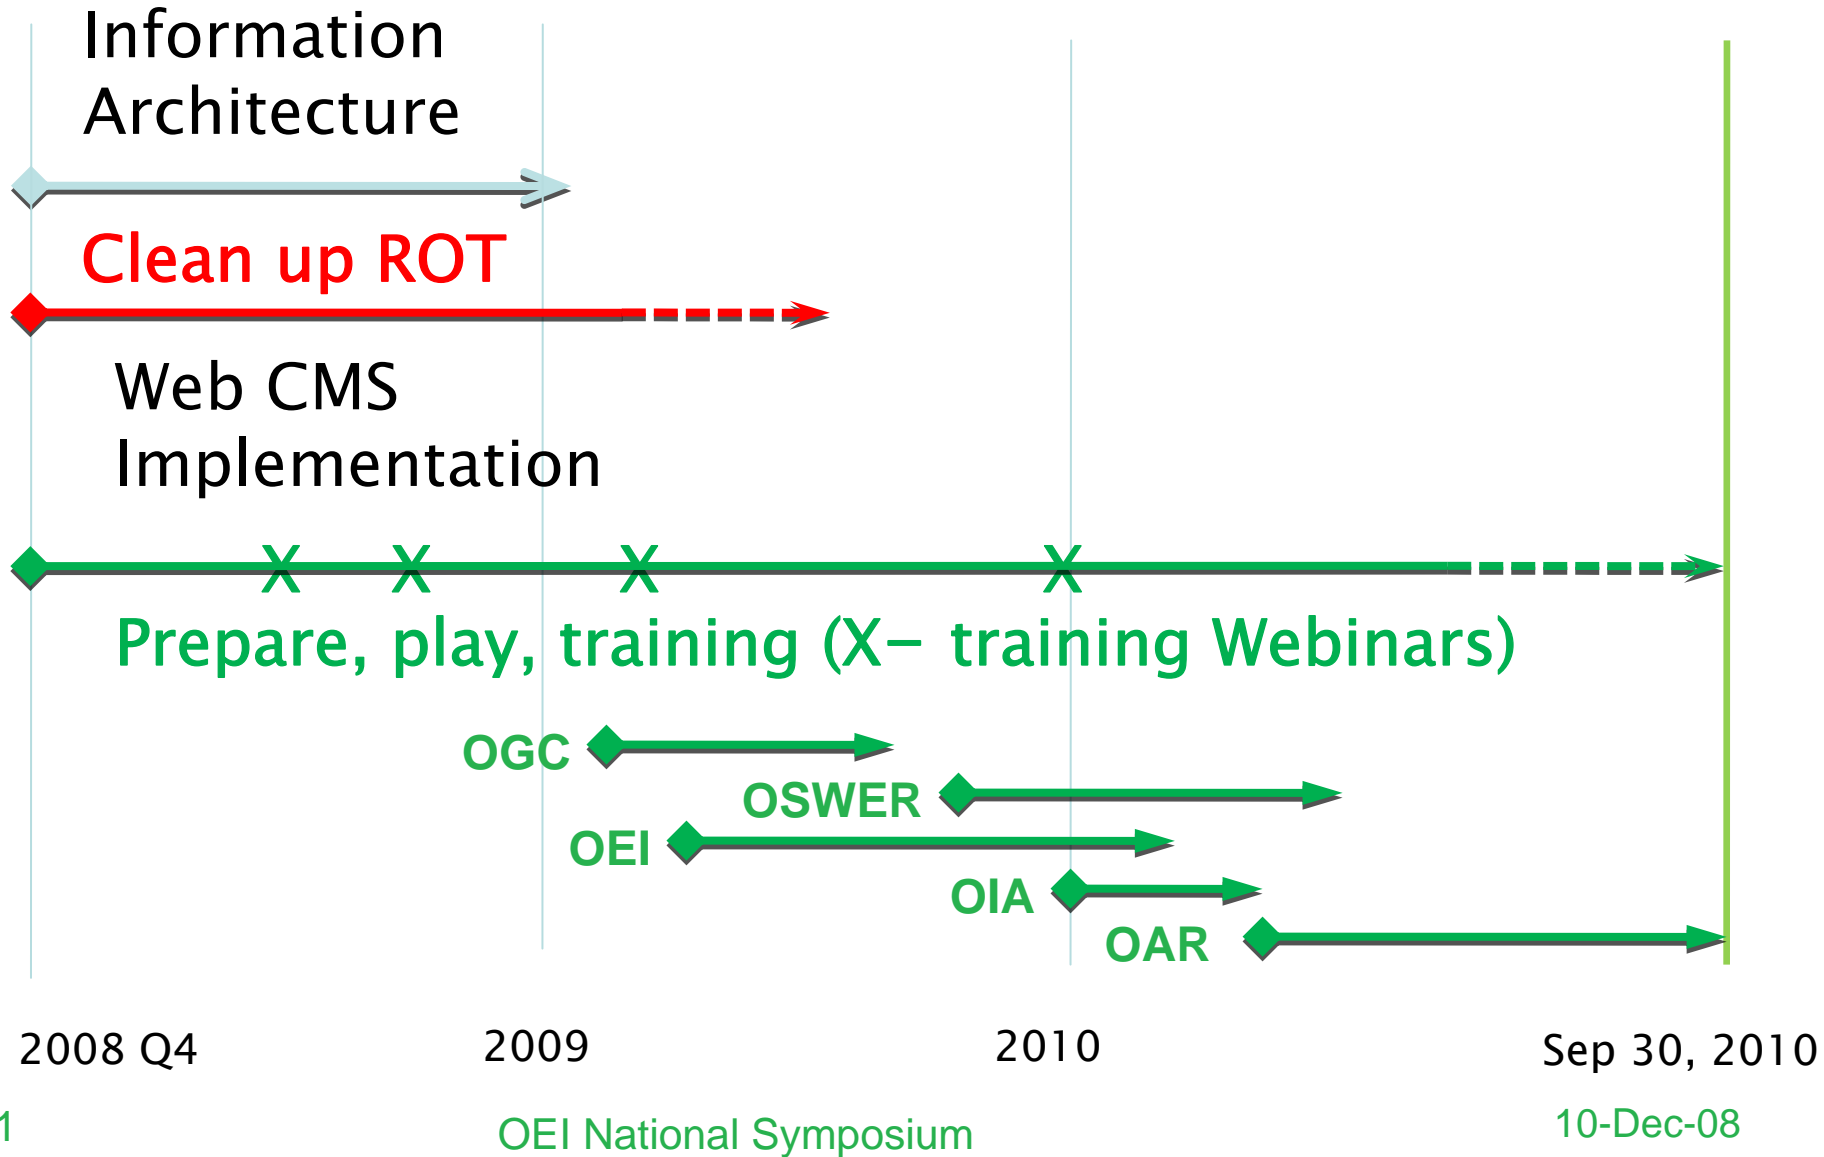 Information
Architecture
Clean up ROT
Web CMS
Implementation
X X X X
Prepare, play, training (X– training Webinars)
OGC
OSWER
OEI
OIA
OAR
2008 Q4 2009 2010 Sep 30, 2010
1 OEI National Symposium 10-Dec-08